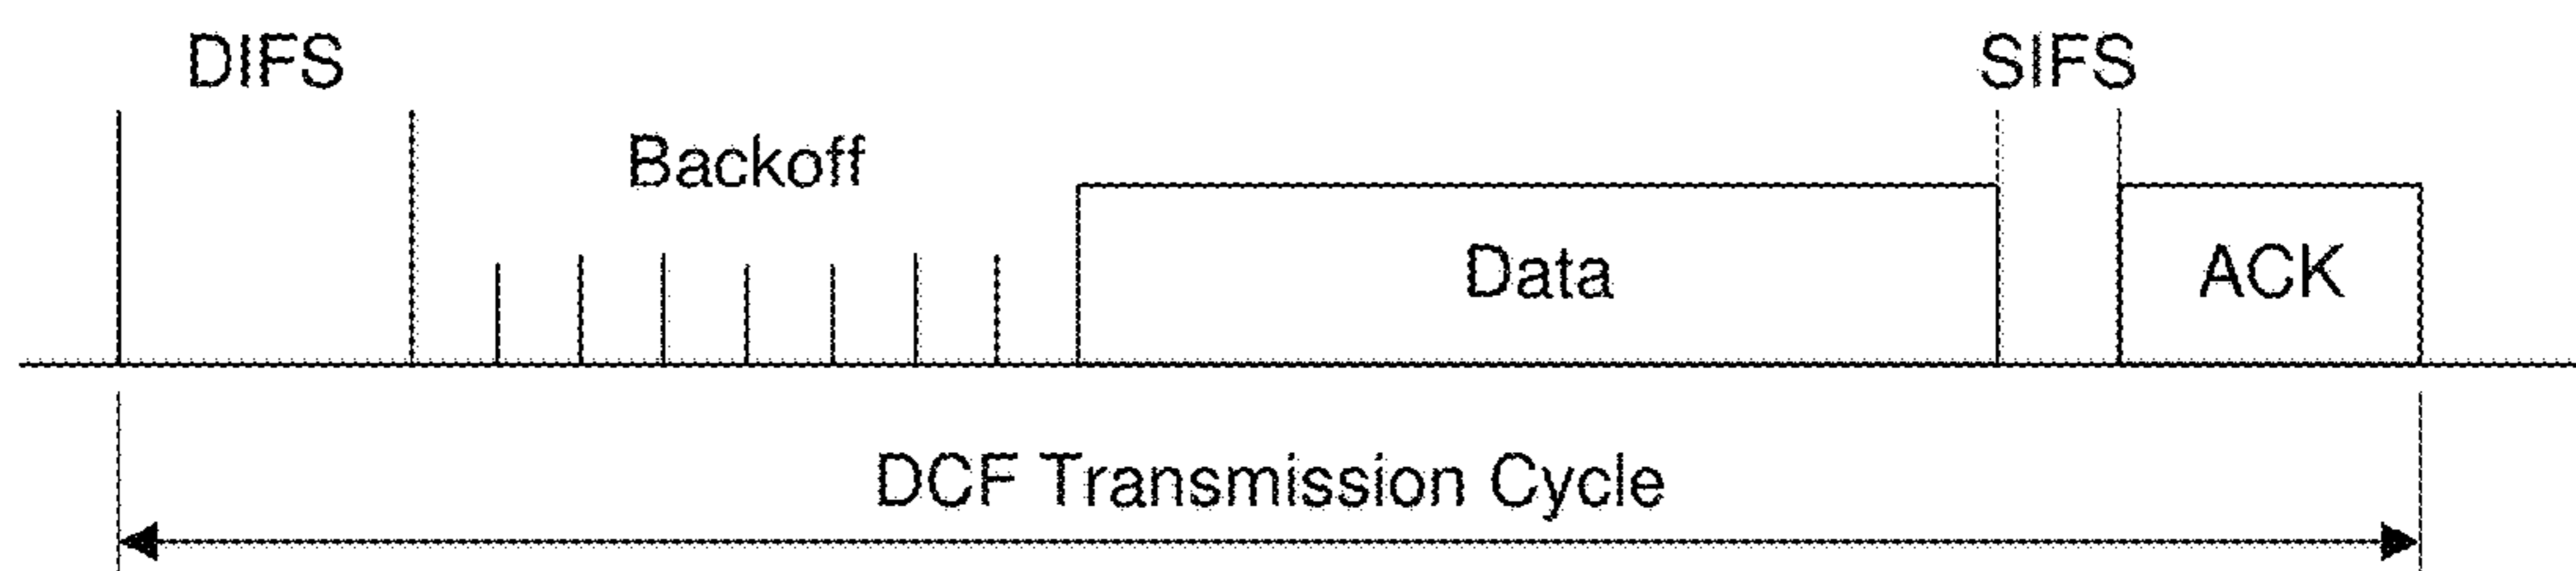 DIFS
SIFS
Backoff
Data
ACK
DCF Transmission Cycle